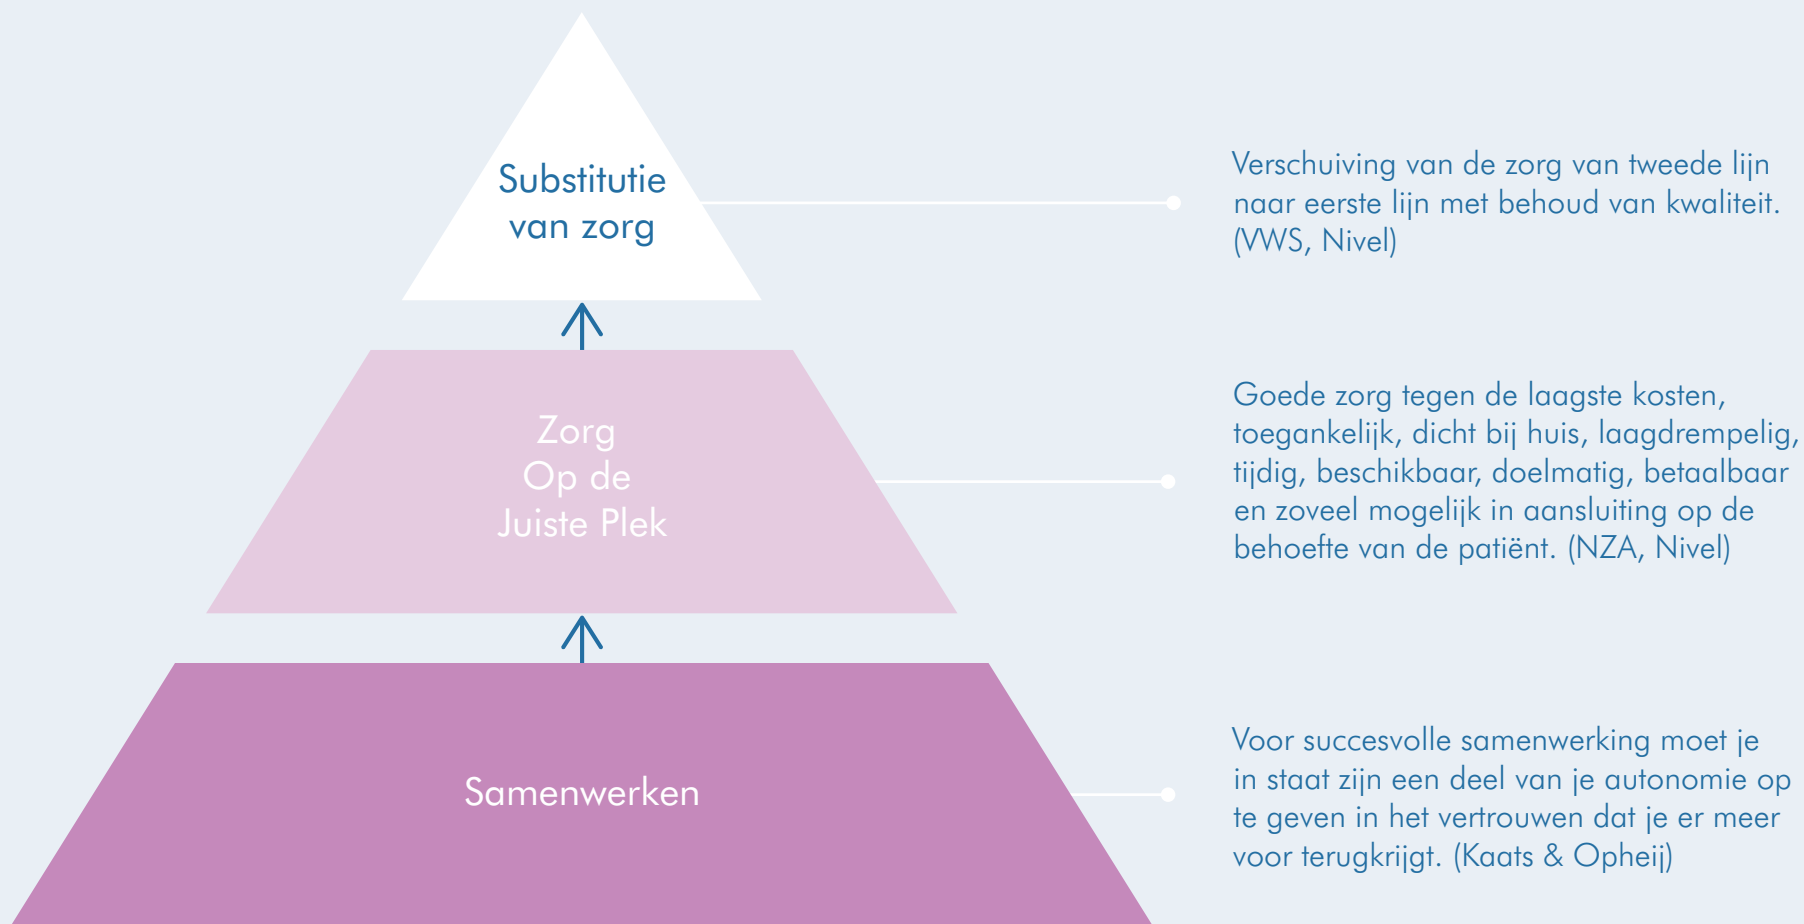 Substitutie
van zorg
Verschuiving van de zorg van tweede lijn
naar eerste lijn met behoud van kwaliteit.
(VWS, Nivel)
Zorg
Op de
Juiste Plek
Goede zorg tegen de laagste kosten,
toegankelijk, dicht bij huis, laagdrempelig,
tijdig, beschikbaar, doelmatig, betaalbaar
en zoveel mogelijk in aansluiting op de
behoefte van de patiënt. (NZA, Nivel)
Samenwerken
Voor succesvolle samenwerking moet je
in staat zijn een deel van je autonomie op
te geven in het vertrouwen dat je er meer
voor terugkrijgt. (Kaats & Opheij)